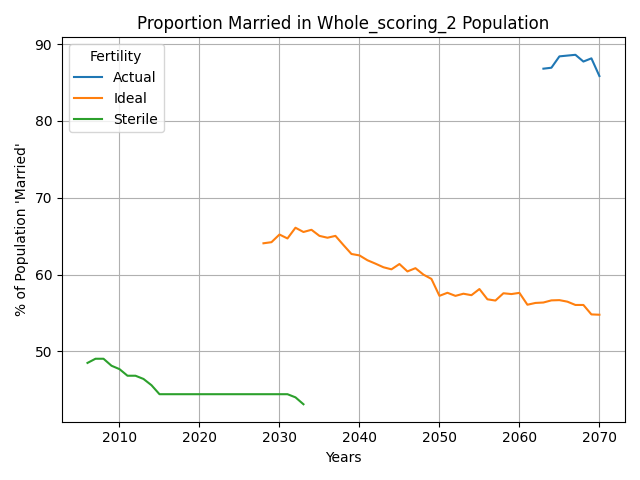 Proportion Married in Whole_scoring_2 Population
% of Population 'Married'
90
80
70
60
50
Fertility
Actual
Ideal
Sterile
2010 2020 2030 2040 2050 2060 2070
Years